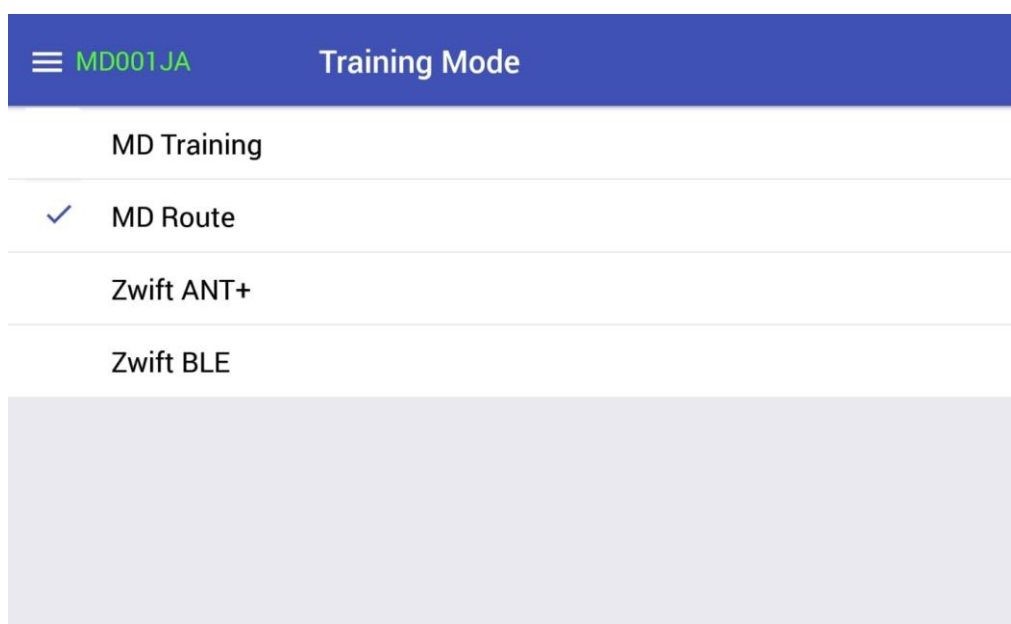 MD001JA Training Mode
MD Training
MD Route
Zwift ANT+
Zwift BLE